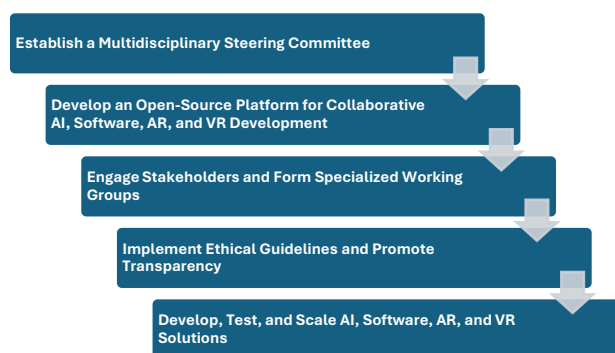 Establish a Multidisciplinary Steering Committee
Develop an Open-Source Platform for Collaborative
AI, Software, AR, and VR Development
Engage Stakeholders and Form Specialized Working
Groups
Implement Ethical Guidelines and Promote
Transparency
Develop, Test, and Scale AI, Software, AR, and VR
Solutions